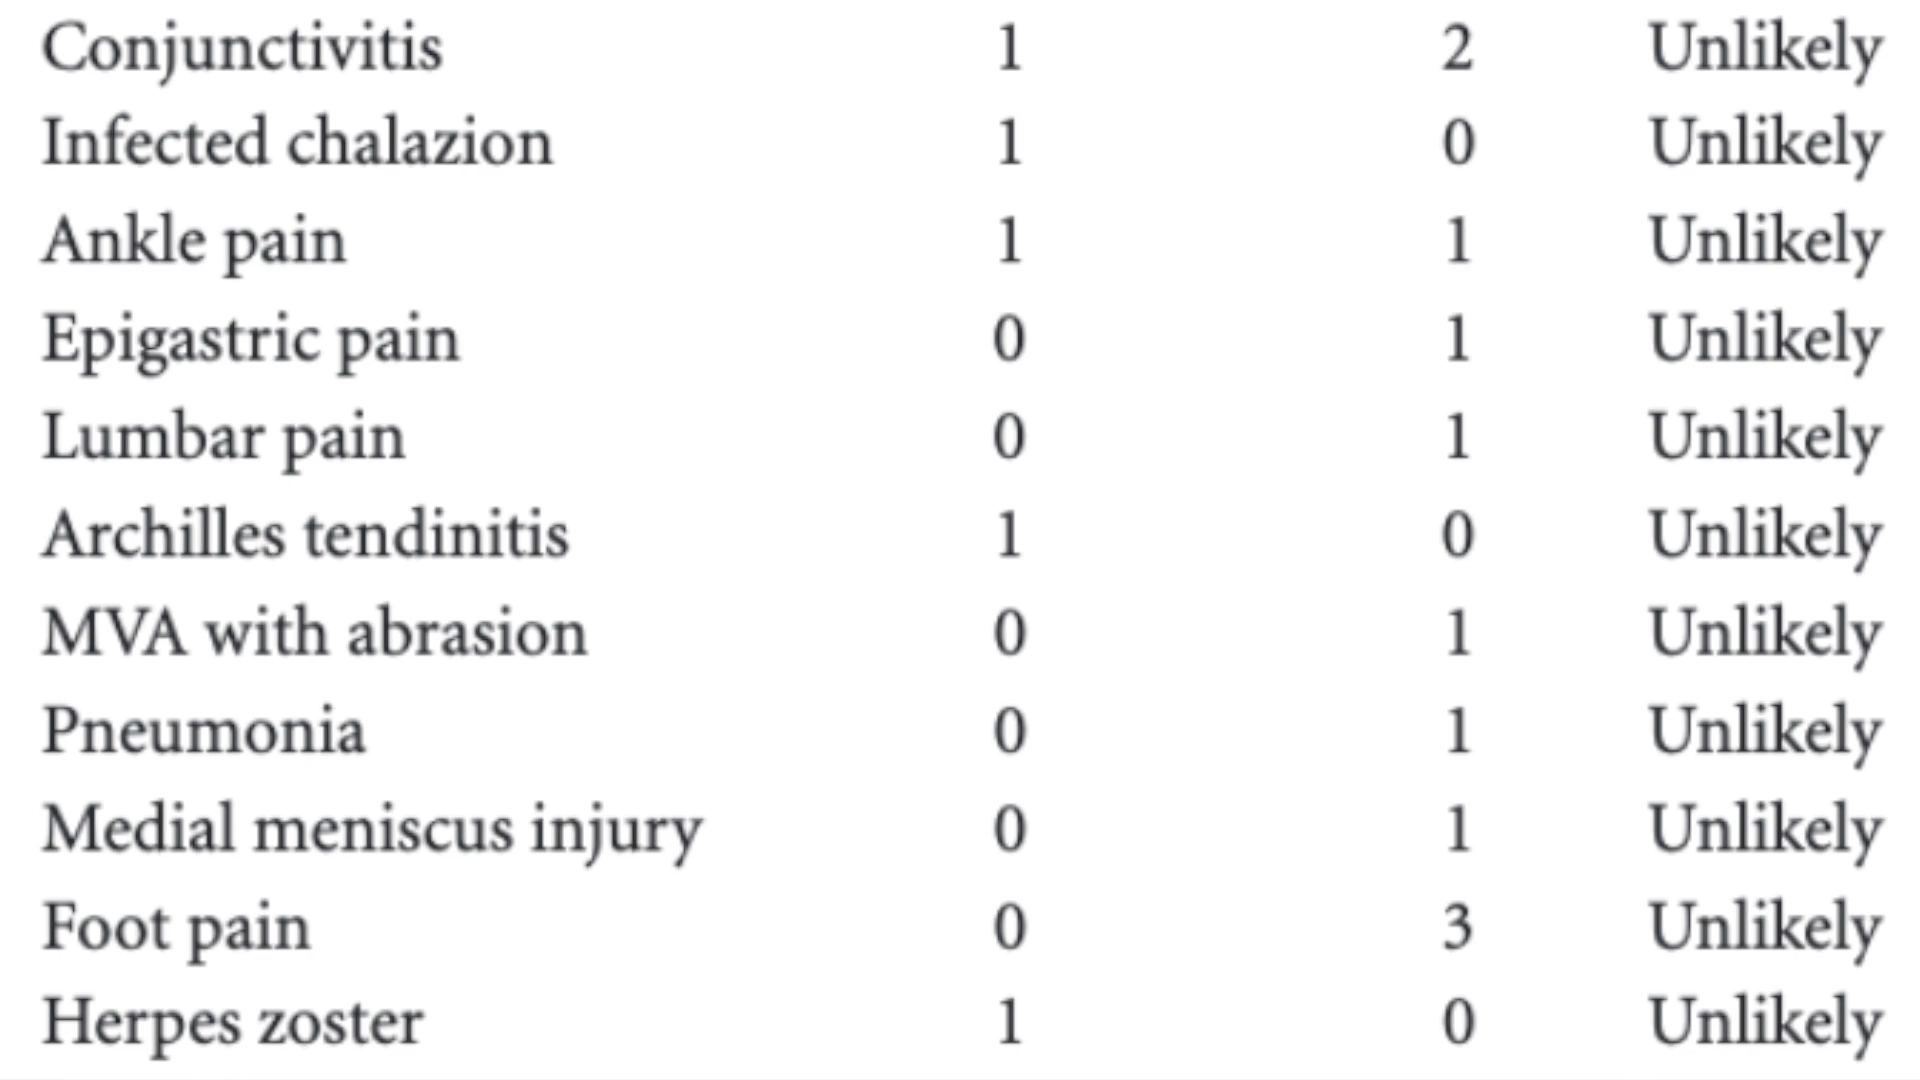 Conjunctivitis 1 2 Unlikely
Infected chalazion 1 0 Unlikely
Ankle pain 1 1 Unlikely
Epigastric pain 0 1 Unlikely
Lumbar pain 0 1 Unlikely
Archilles tendinitis 1 0 Unlikely
MVA with abrasion 0 1 Unlikely
Pneumonia 0 1 Unlikely
Medial meniscus injury 0 1 Unlikely
Foot pain 0 3 Unlikely
Herpes zoster 1 0 Unlikely